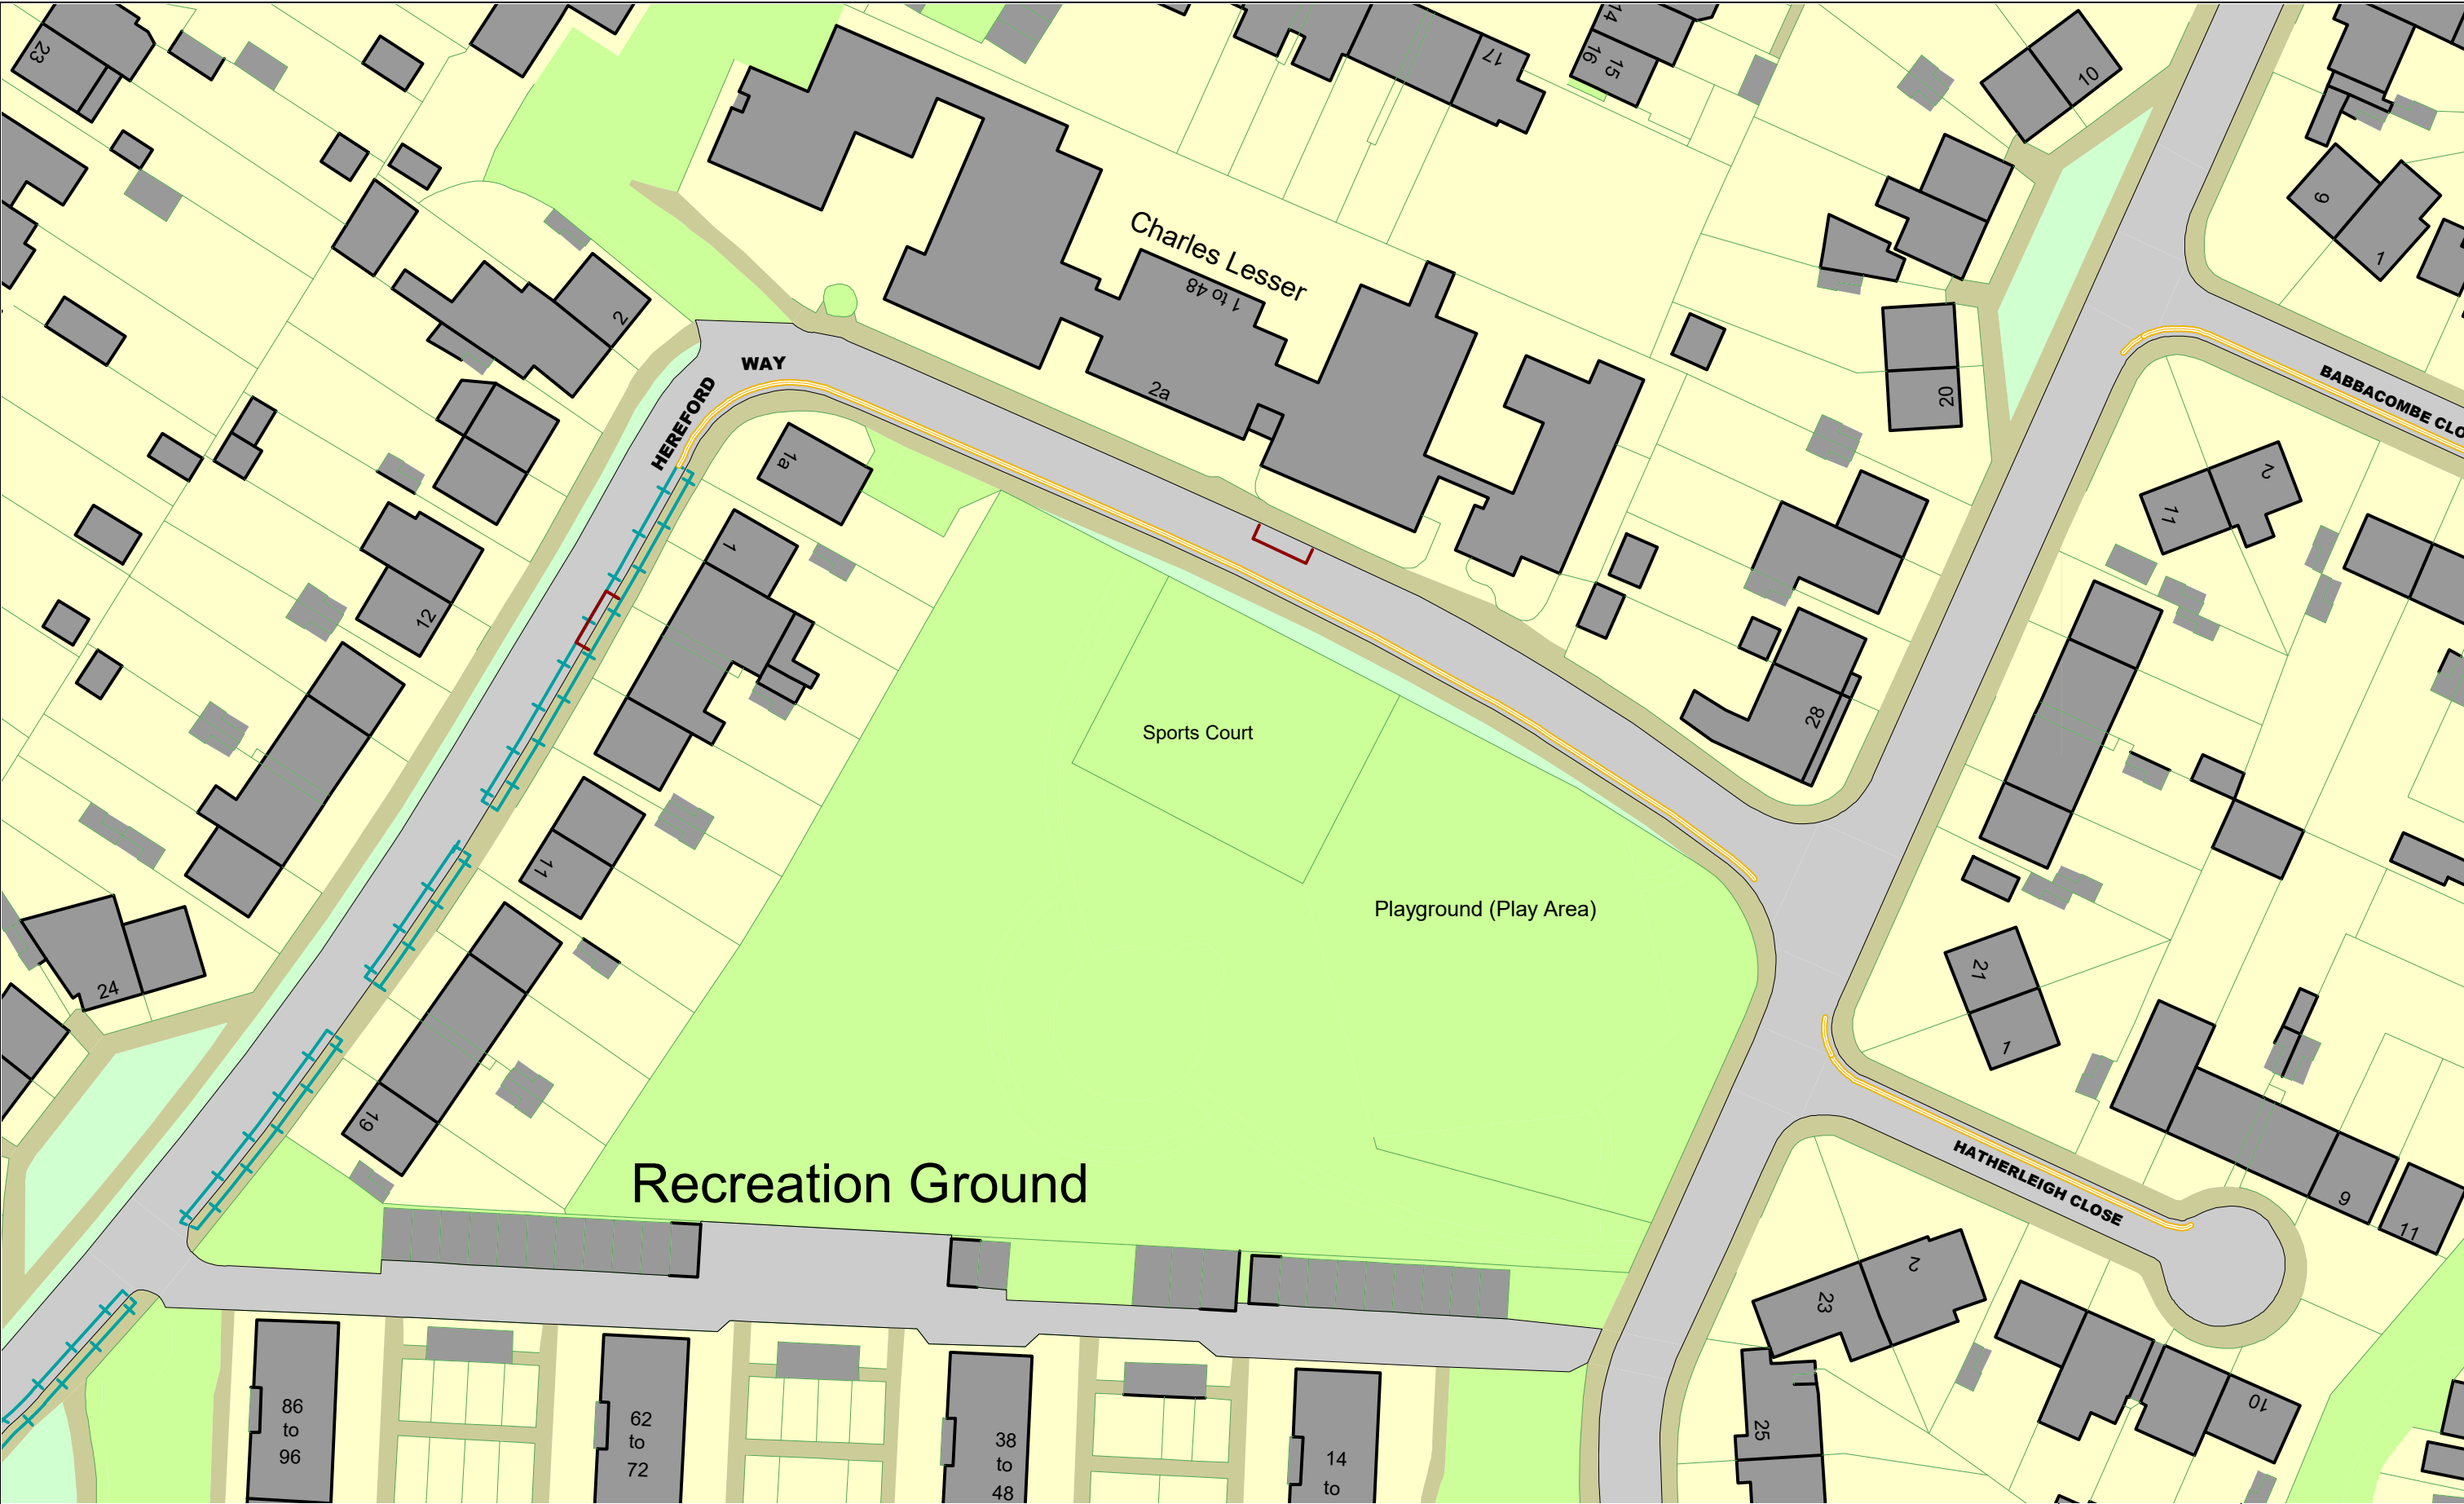 23
14
16
15
17
10
9
1
Charles Lesser
1 to 48
2
WAY
HEREFORD
2a
20
BABBACOMBE CLO
1a
2
11
1
12
28
Sports Court
11
Playground (Play Area)
24
21
1
19
Recreation Ground
HATHERLEIGH CLOSE
9
11
2
23
10
25
86
to
96
62
to
72
38
to
48
14
to